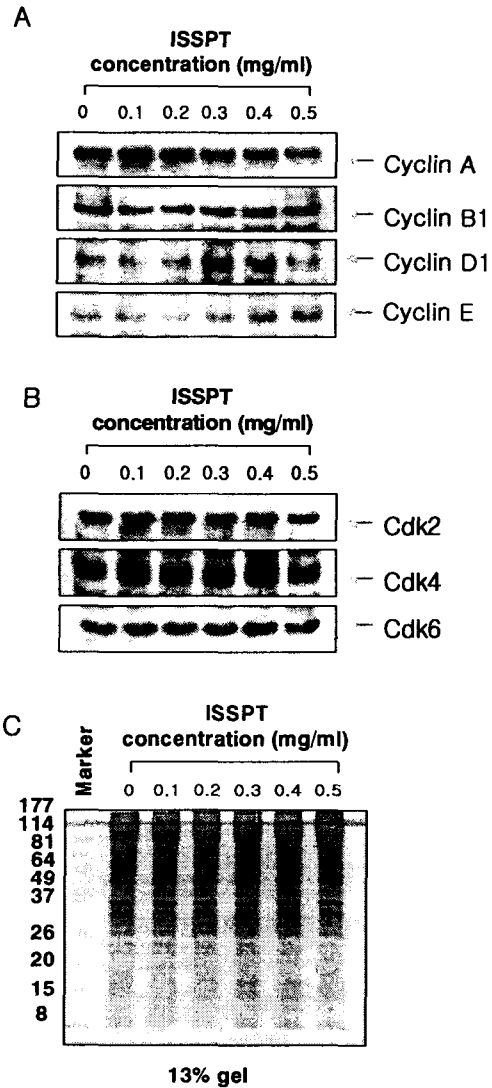 A
ISSPT
concentration (mg/ml)
0 0.1 0.2 0.3 0.4 0.5
Cyclin A
Cyclin B1
Cyclin D1
Cyclin E
B
ISSPT
concentration (mg/ml)
0 0.1 0.2 0.3 0.4 0.5
Cdk2
Cdk4
Cdk6
C
ISSPT
concentration (mg/ml)
Marker
0 0.1 0.2 0.3 0.4 0.5
177
114
81
64
49
37
26
20
15
8
13% gel